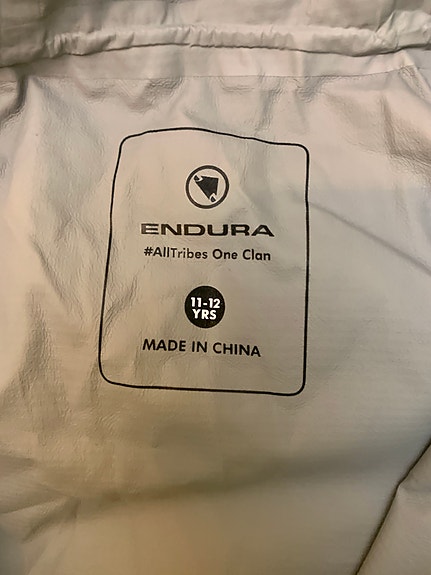 ENDURA
#AllTribes One Clan
11-12
YRS
MADE IN CHINA